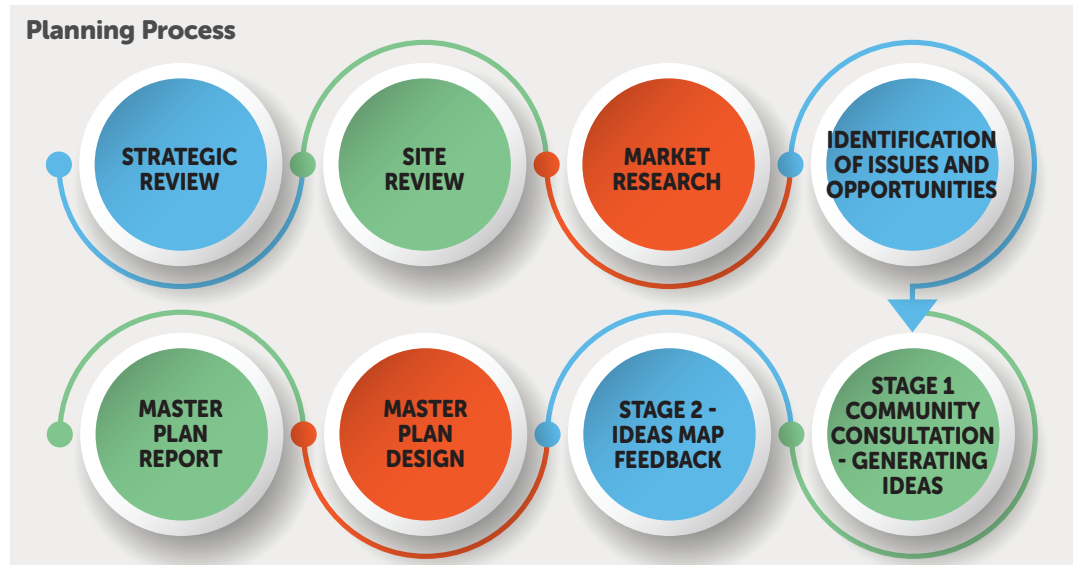 Planning Process
STRATEGIC
REVIEW
SITE
REVIEW
MARKET
RESEARCH
IDENTIFICATION
OF ISSUES AND
OPPORTUNITIES
STAGE 1
COMMUNITY
CONSULTATION
- GENERATING
IDEAS
STAGE 2 -
IDEAS MAP
FEEDBACK
MASTER
PLAN
DESIGN
MASTER
PLAN
REPORT